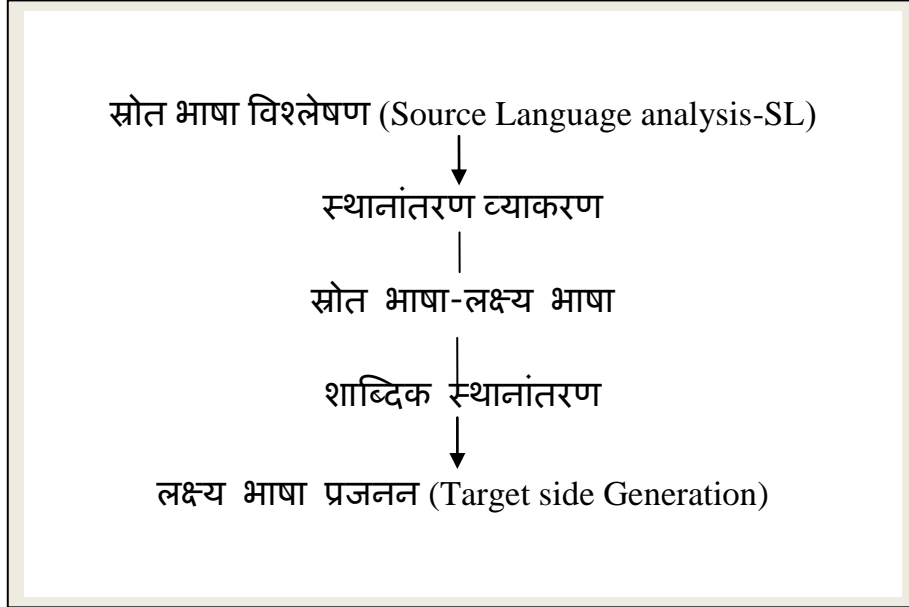 स्रोत भाषा विश्लेषण (Source Language analysis-SL)
स्थानांतरण व्याकरण
स्रोत भाषा-लक्ष्य भाषा
शाब्दिक स्थानांतरण
लक्ष्य भाषा प्रजनन (Target side Generation)